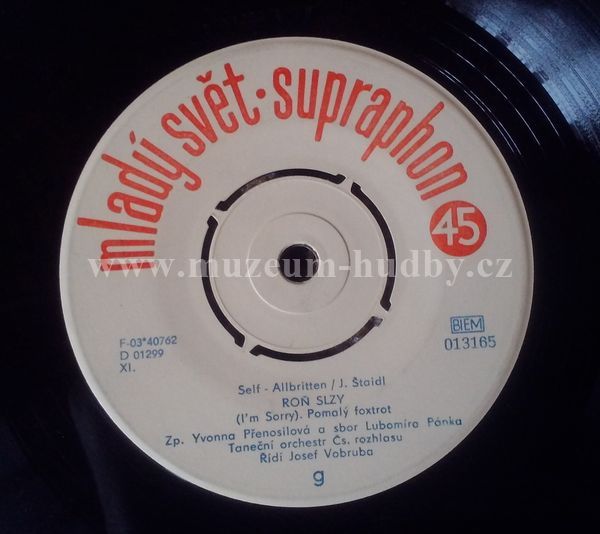 mladý svět · supraphon 45
www.muzeum-hudby.cz
F-03*40762
D 01299
XI.
BIEM
013165
Self - Allbritten / J. Štaidl
ROŇ SLZY
(I'm Sorry). Pomalý foxtrot
Zp. Yvonna Přenosilová a sbor Lubomíra Pánka
Taneční orchestr Čs. rozhlasu
Řídí Josef Vobruba
g